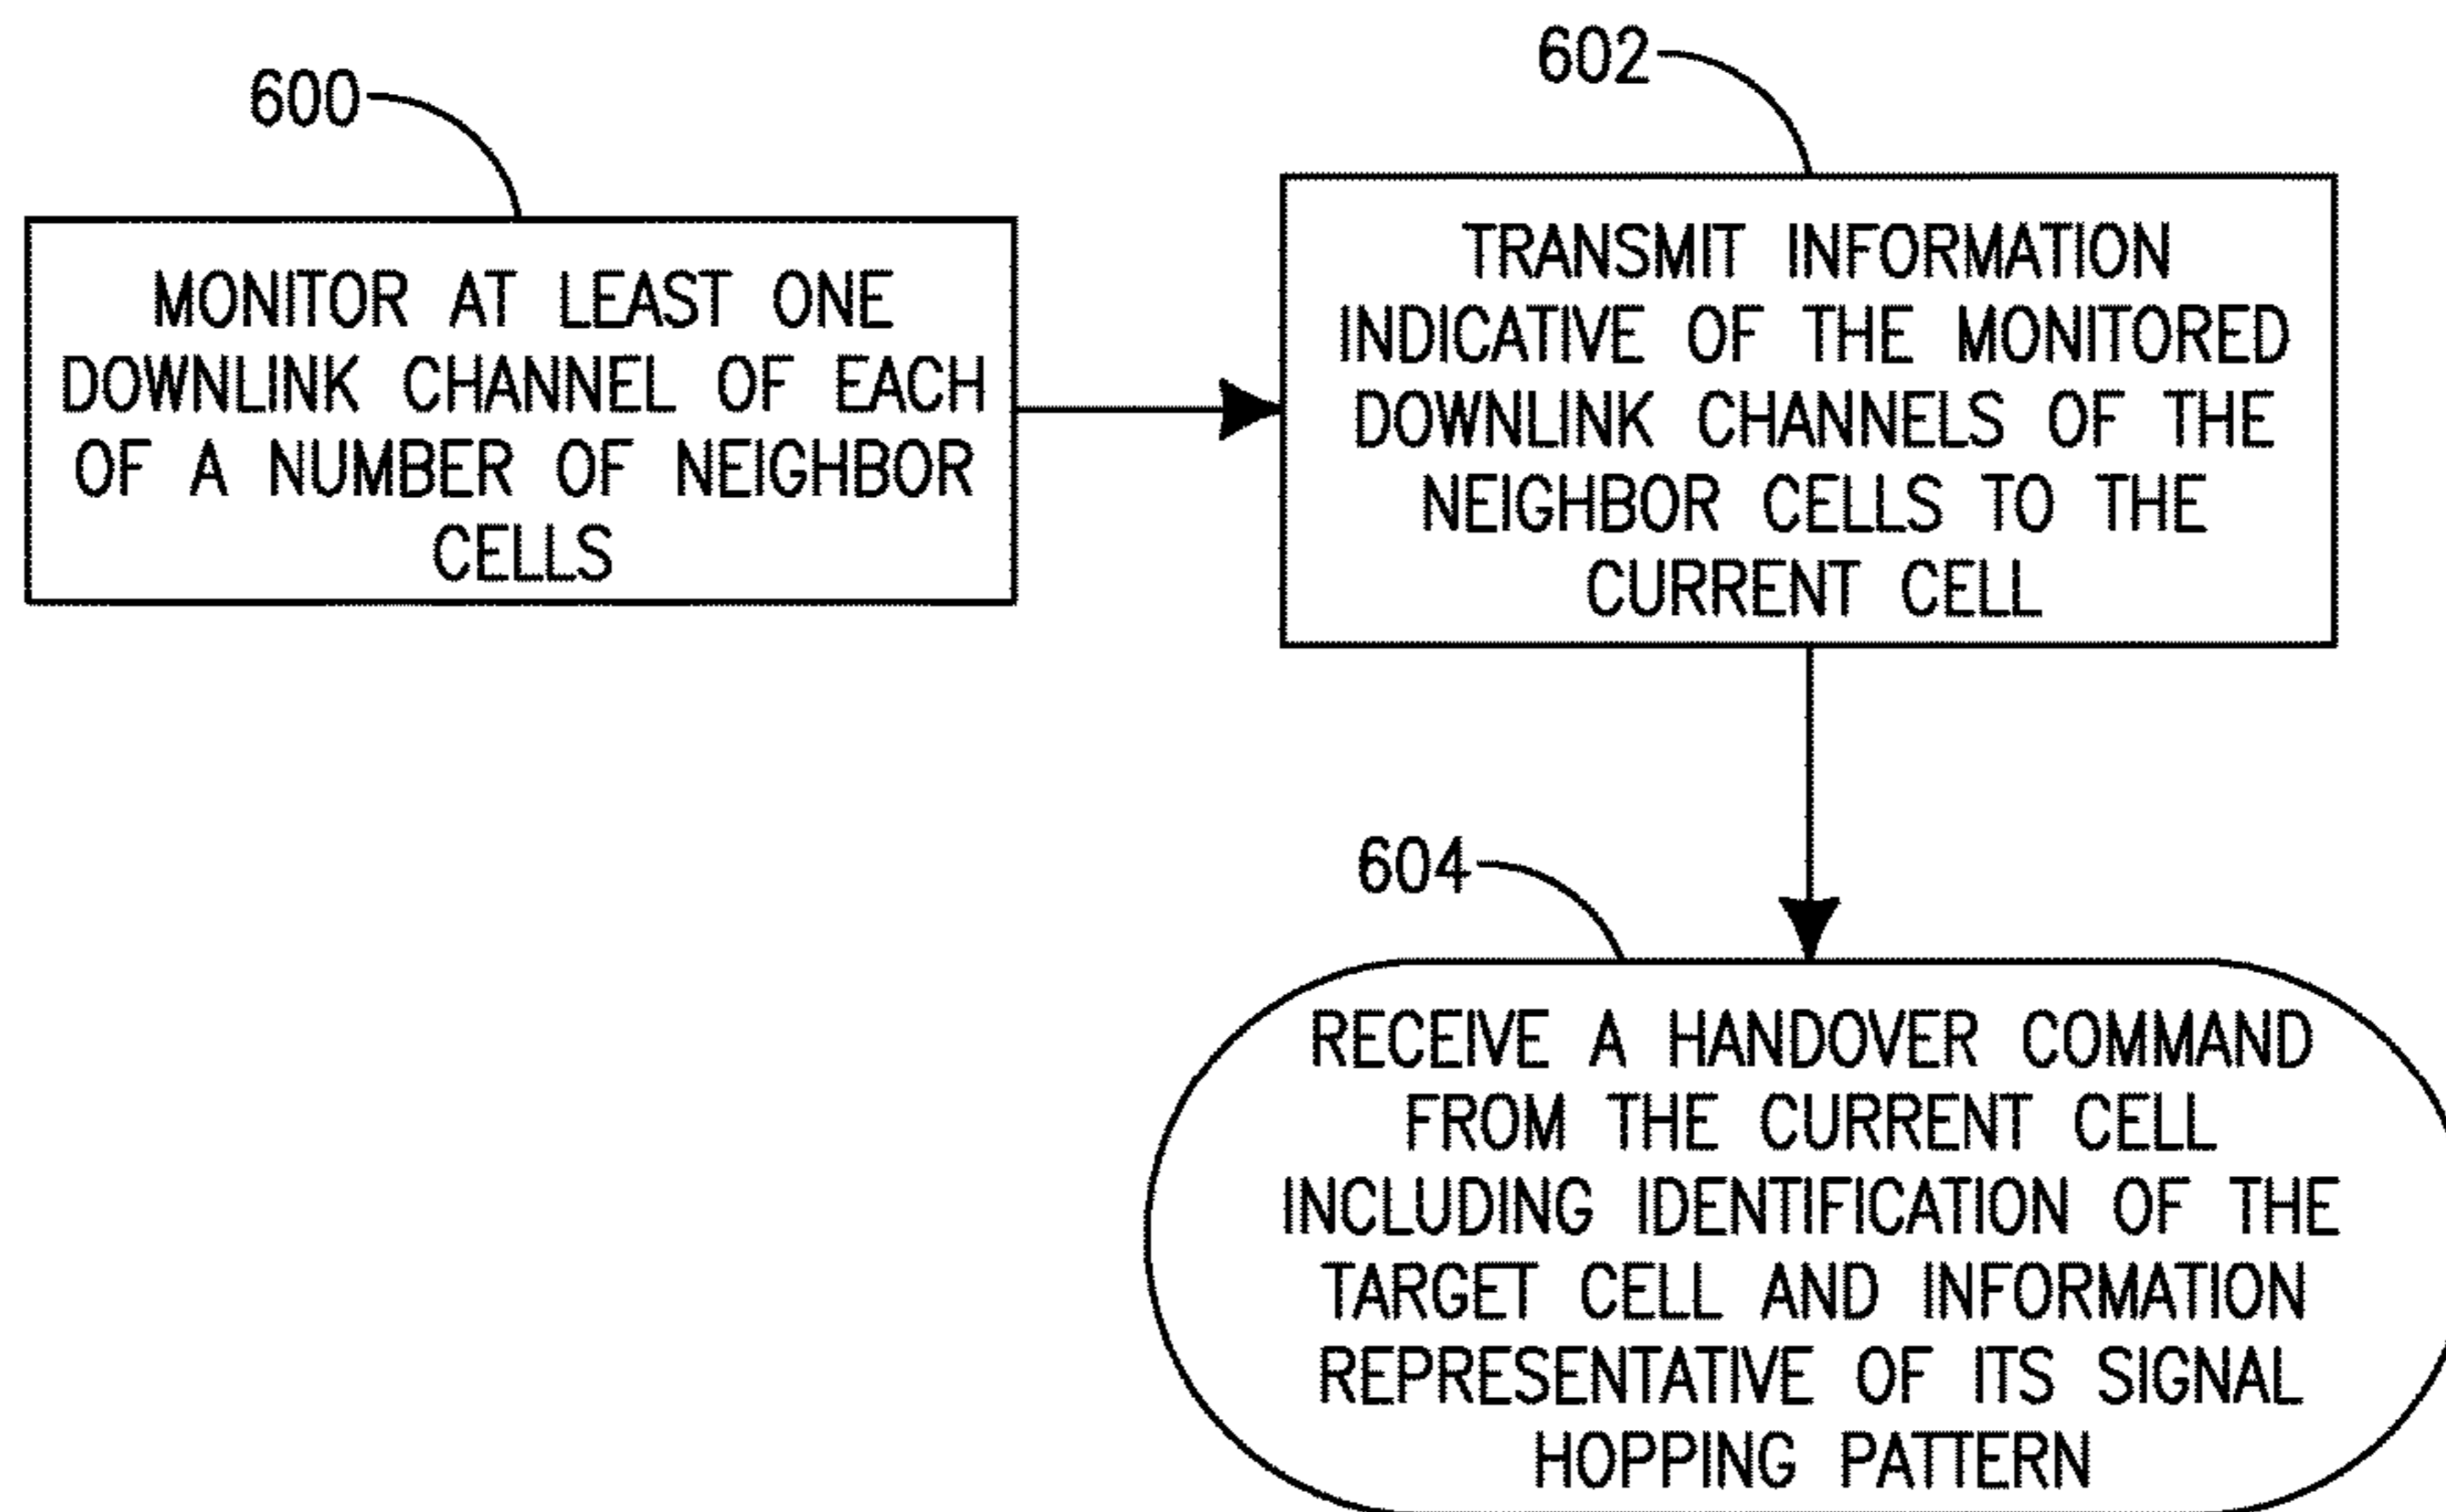 600
MONITOR AT LEAST ONE
DOWNLINK CHANNEL OF EACH
OF A NUMBER OF NEIGHBOR
CELLS
602
TRANSMIT INFORMATION
INDICATIVE OF THE MONITORED
DOWNLINK CHANNELS OF THE
NEIGHBOR CELLS TO THE
CURRENT CELL
604
RECEIVE A HANDOVER COMMAND
FROM THE CURRENT CELL
INCLUDING IDENTIFICATION OF THE
TARGET CELL AND INFORMATION
REPRESENTATIVE OF ITS SIGNAL
HOPPING PATTERN